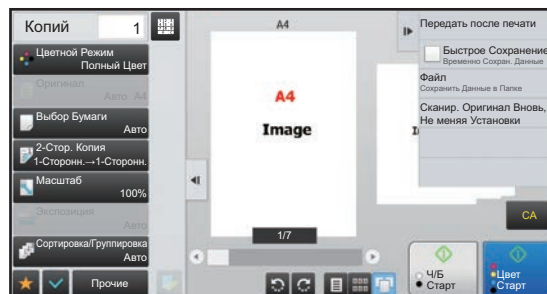 Копий 1
Цветной Режим
Полный Цвет
Оригинал
Авто A4
Выбор Бумаги
Авто
2-Стор. Копия
1-Сторонн.→1-Сторонн.
Масштаб
100%
Экспозиция
Авто
Сортировка/Группировка
Авто
Прочие
A4
A4
Image
1/7
Передать после печати
Быстрое Сохранение
Временно Сохран. Данные
Файл
Сохранить Данные в Папке
Сканир. Оригинал Вновь,
Не меняя Установки
CA
Ч/Б
Старт
Цвет
Старт